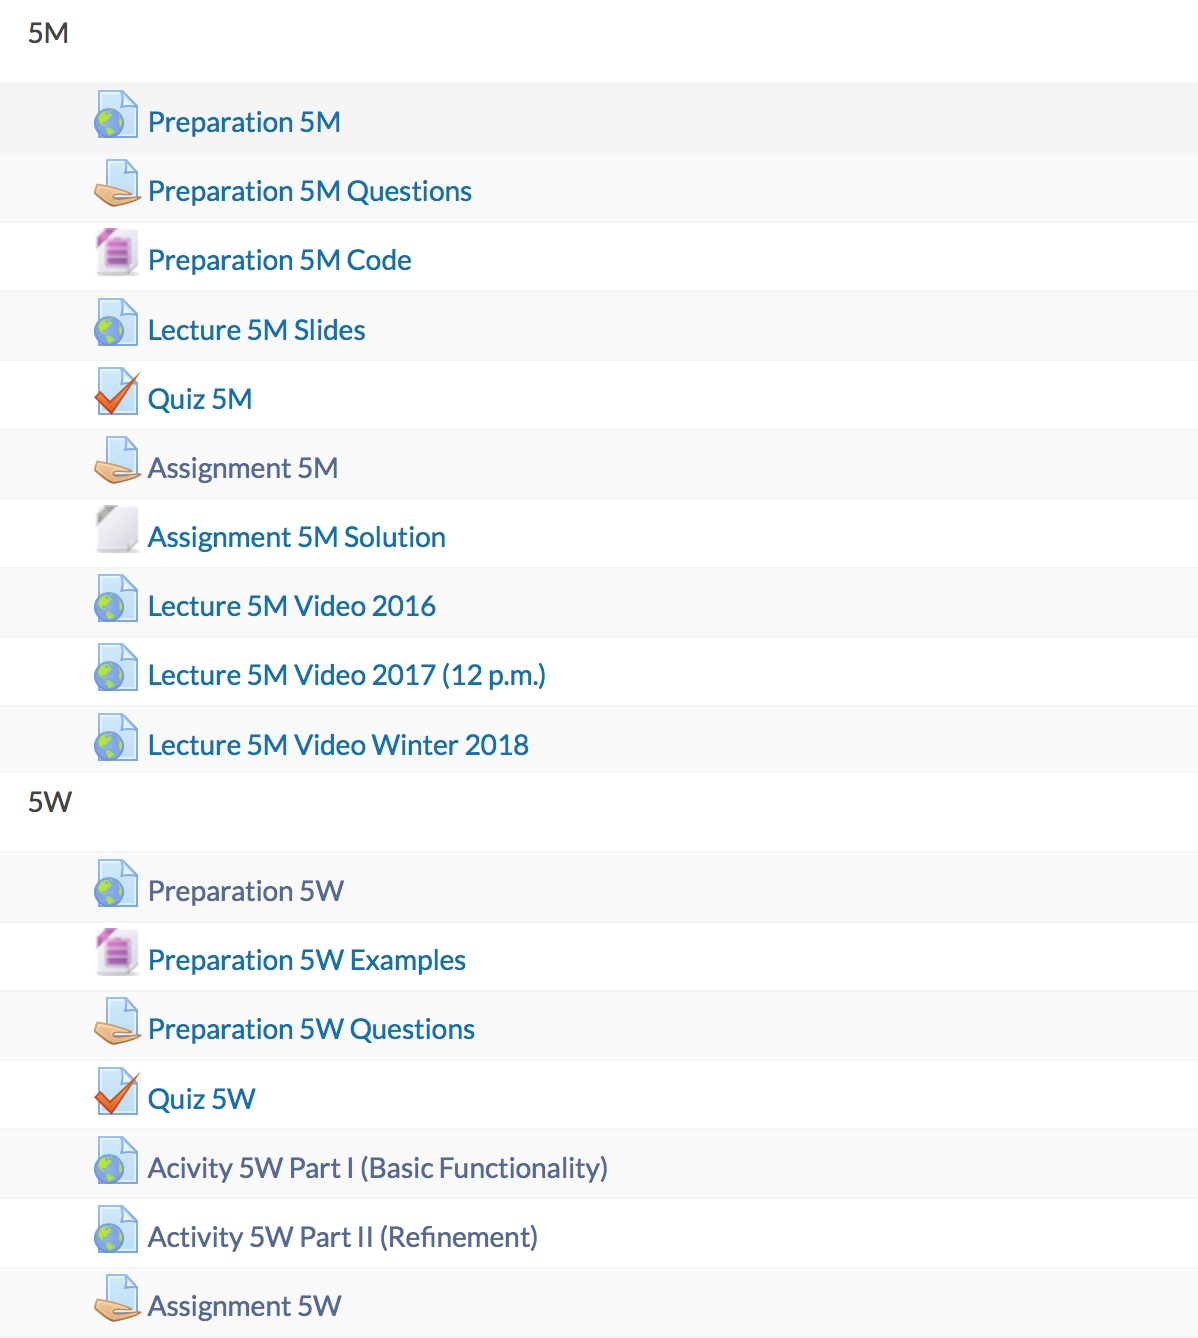 5M
Preparation 5M
Preparation 5M Questions
Preparation 5M Code
Lecture 5M Slides
Quiz 5M
Assignment 5M
Assignment 5M Solution
Lecture 5M Video 2016
Lecture 5M Video 2017 (12 p.m.)
Lecture 5M Video Winter 2018
5W
Preparation 5W
Preparation 5W Examples
Preparation 5W Questions
Quiz 5W
Acivity 5W Part I (Basic Functionality)
Activity 5W Part II (Refinement)
Assignment 5W